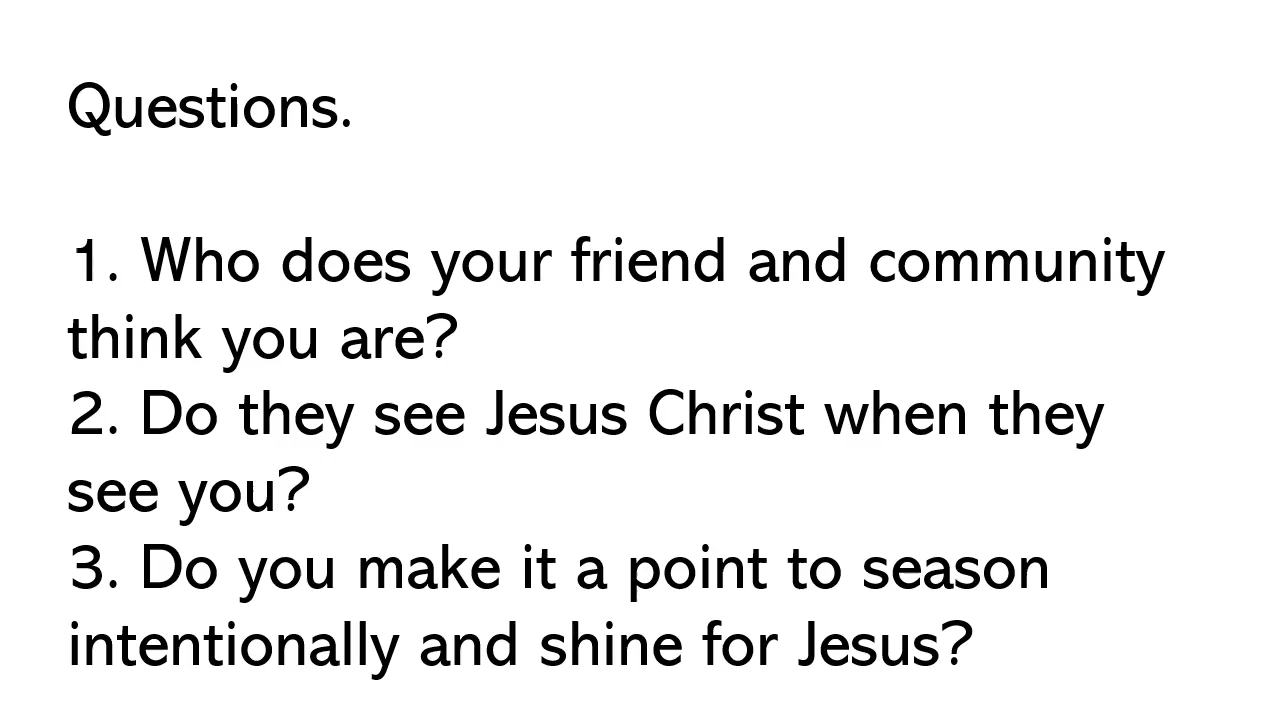 Questions.
1. Who does your friend and community
think you are?
2. Do they see Jesus Christ when they
see you?
3. Do you make it a point to season
intentionally and shine for Jesus?